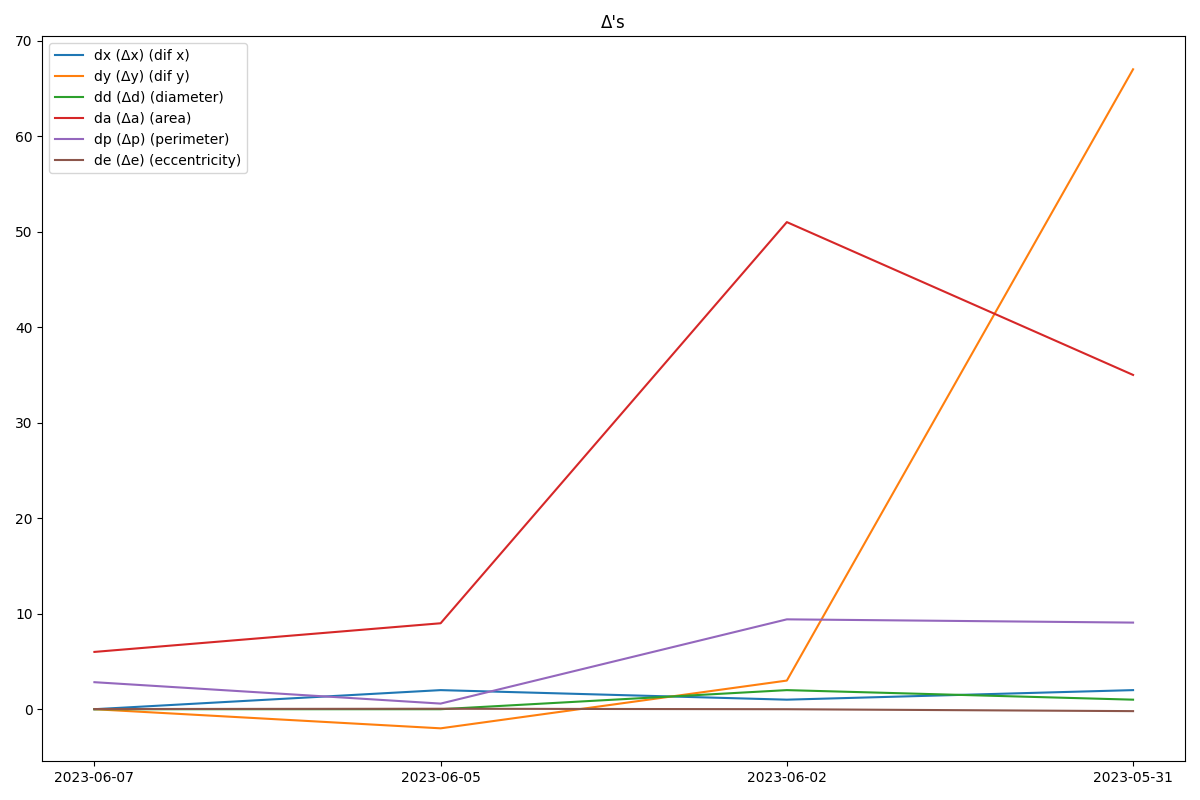 Δ's
70
60
50
40
30
20
10
0
dx (Δx) (dif x)
dy (Δy) (dif y)
dd (Δd) (diameter)
da (Δa) (area)
dp (Δp) (perimeter)
de (Δe) (eccentricity)
2023-06-07 2023-06-05 2023-06-02 2023-05-31